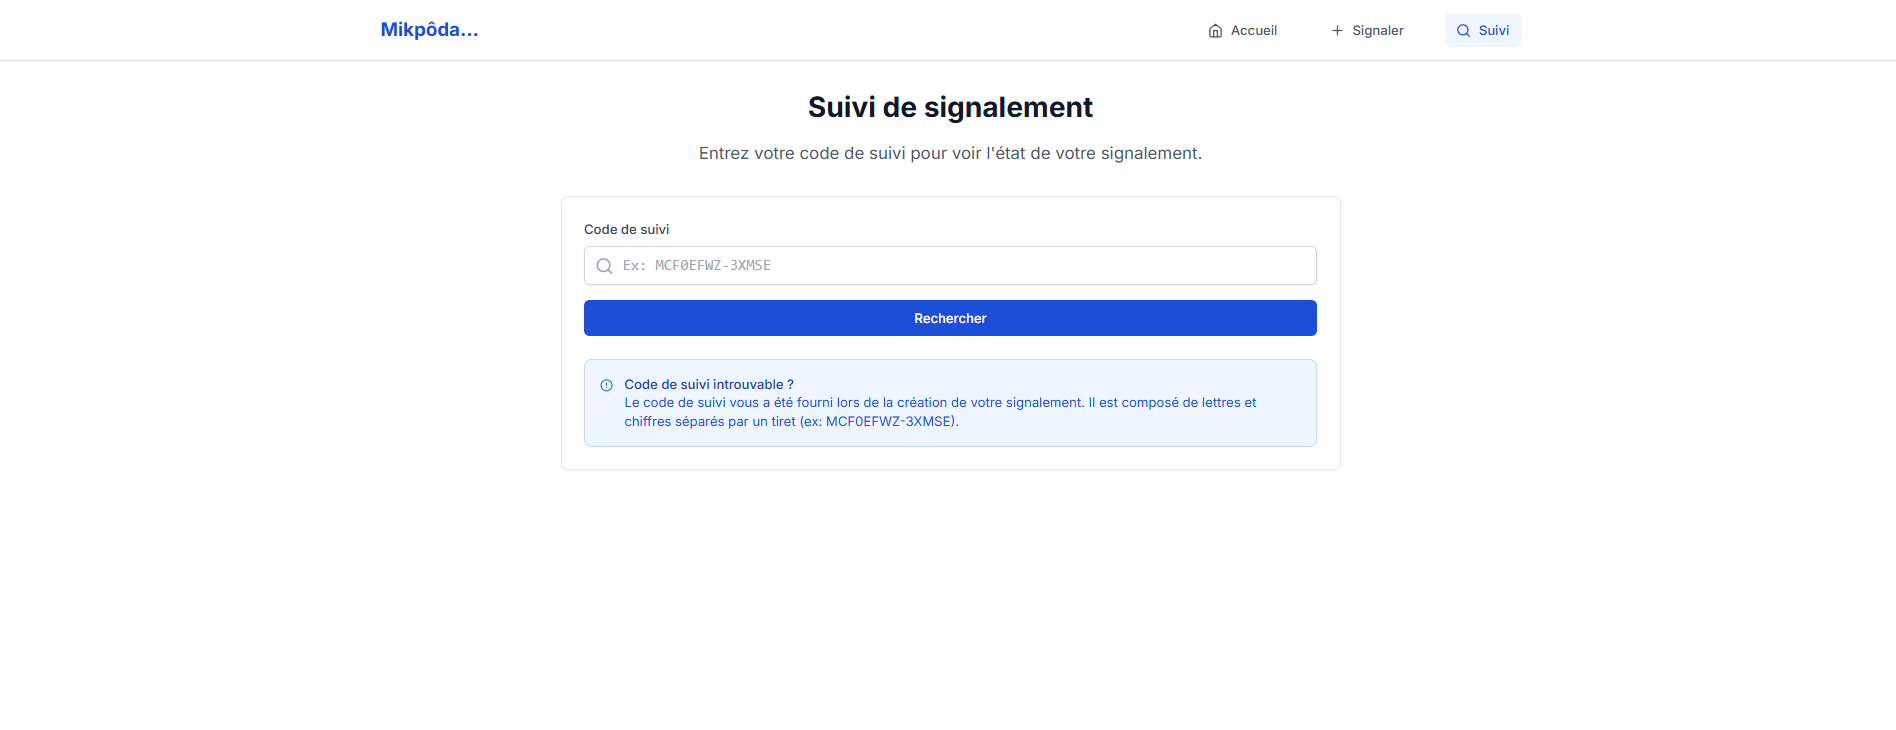 Mikpôda...
Accueil
Signaler
Suivi
Suivi de signalement
Entrez votre code de suivi pour voir l'état de votre signalement.
Code de suivi
Ex: MCF0EFWZ-3XMSE
Rechercher
Code de suivi introuvable ?
Le code de suivi vous a été fourni lors de la création de votre signalement. Il est composé de lettres et
chiffres séparés par un tiret (ex: MCF0EFWZ-3XMSE).